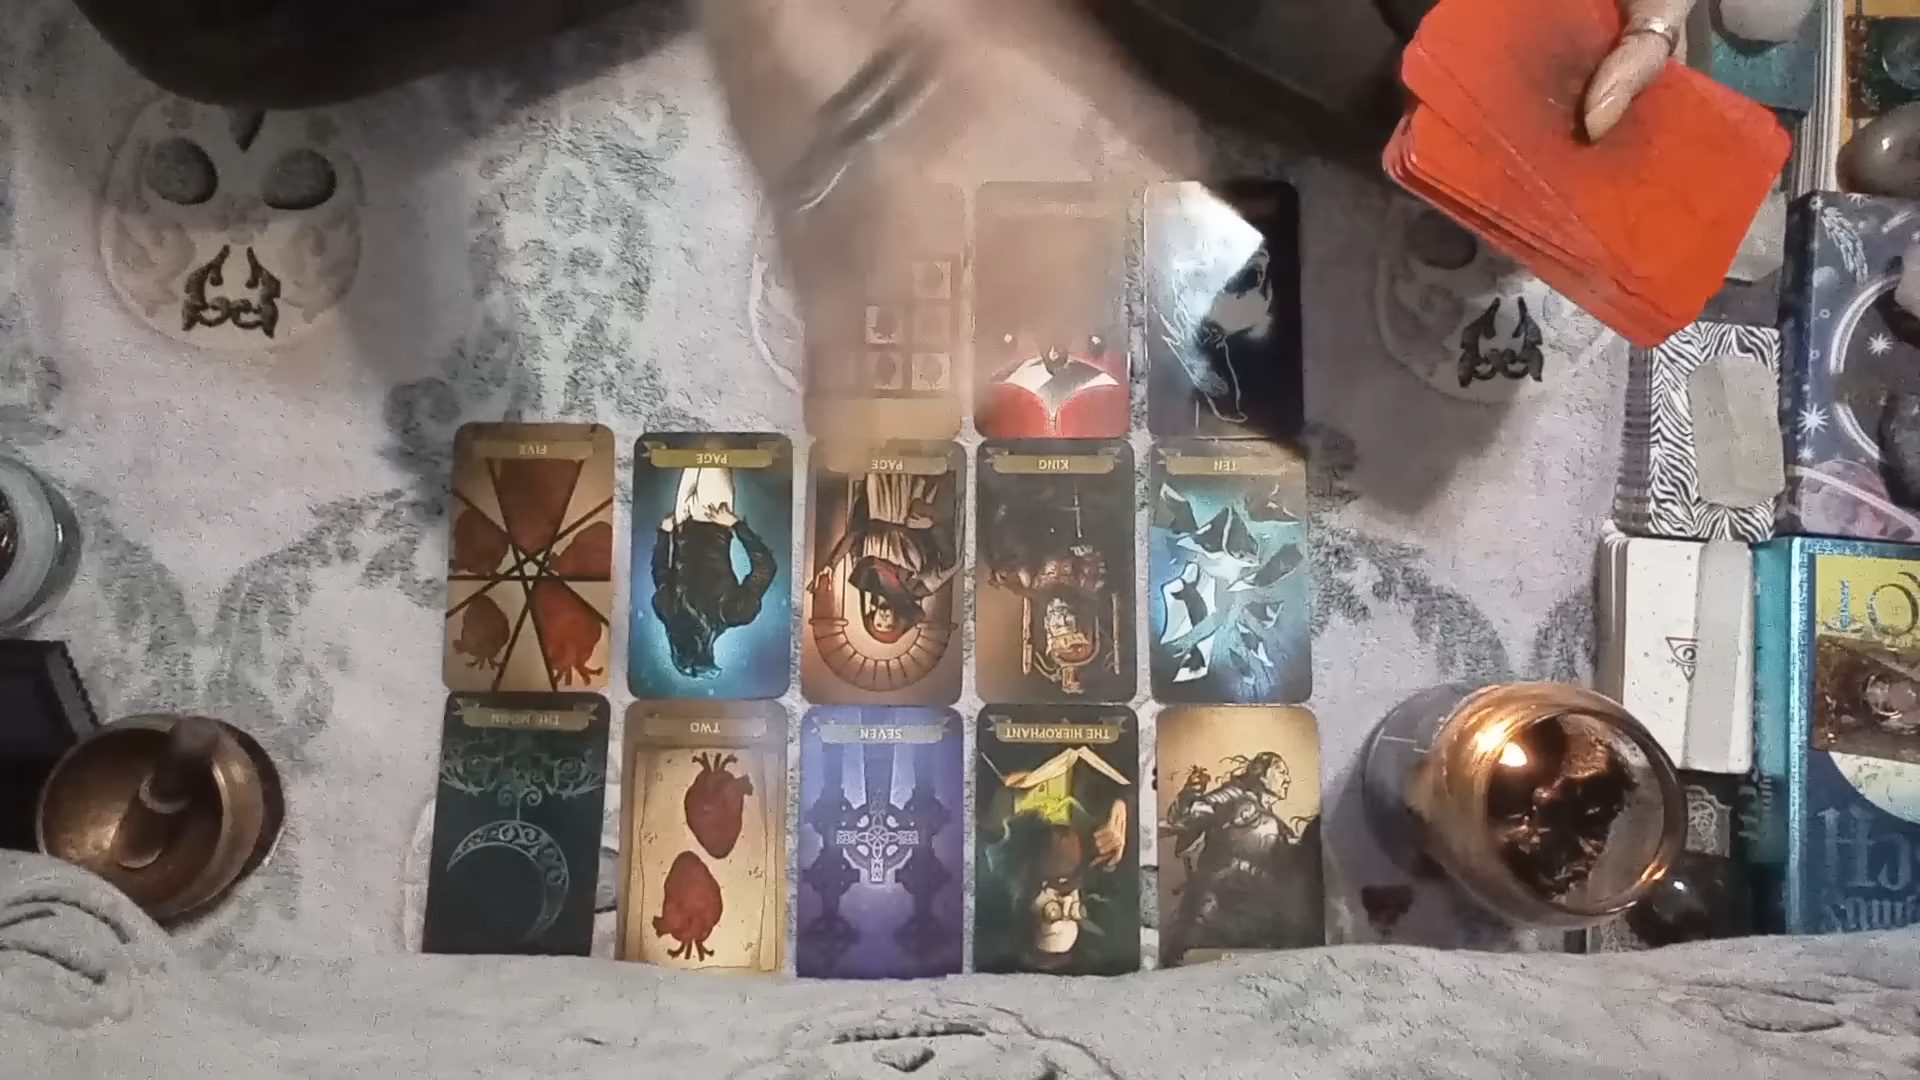 FIVE
PAGE
PAGE
KING
TEN
THE MOON
TWO
SEVEN
THE HIEROPHANT